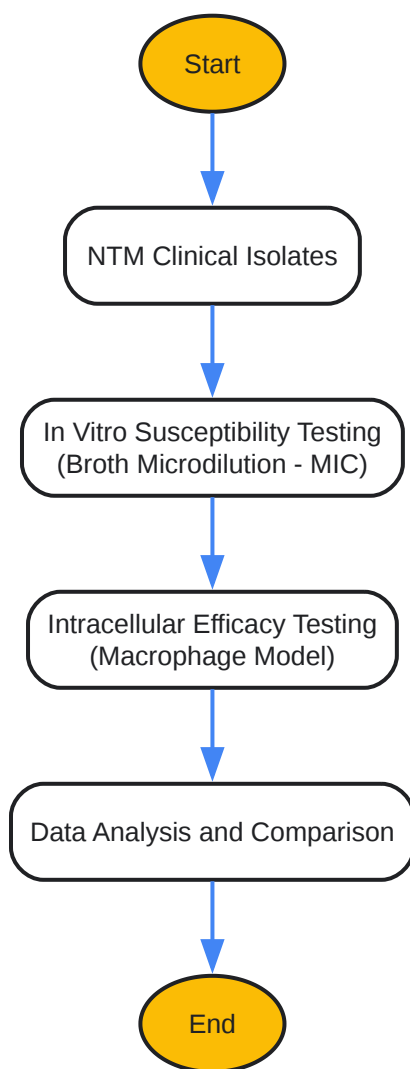 Start
NTM Clinical Isolates
In Vitro Susceptibility Testing
(Broth Microdilution - MIC)
Intracellular Efficacy Testing
(Macrophage Model)
Data Analysis and Comparison
End